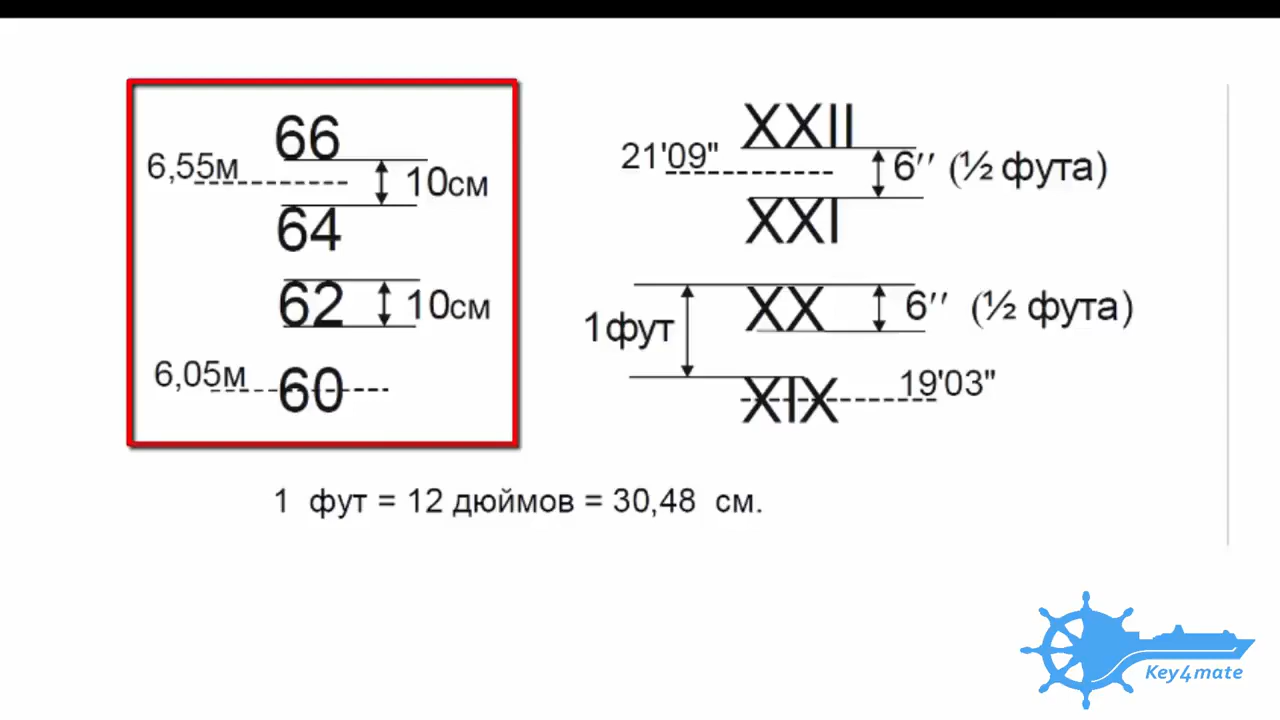 66
6,55м
10см
64
62
10см
6,05м
60
XXII
21'09"
6′′ (½ фута)
XXI
XX
6′′ (½ фута)
1фут
XIX
19'03"
1 фут = 12 дюймов = 30,48 см.
Key4mate